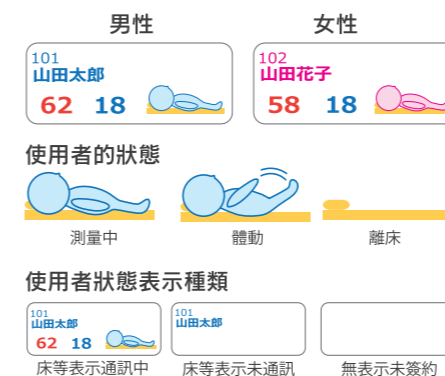 男性 女性
101 102
山田太郎 山田花子
62 18 58 18
使用者的狀態
測量中 體動 離床
使用者狀態表示種類
101 101
山田太郎 山田太郎
62 18
床等表示通訊中 床等表示未通訊 無表示未簽約